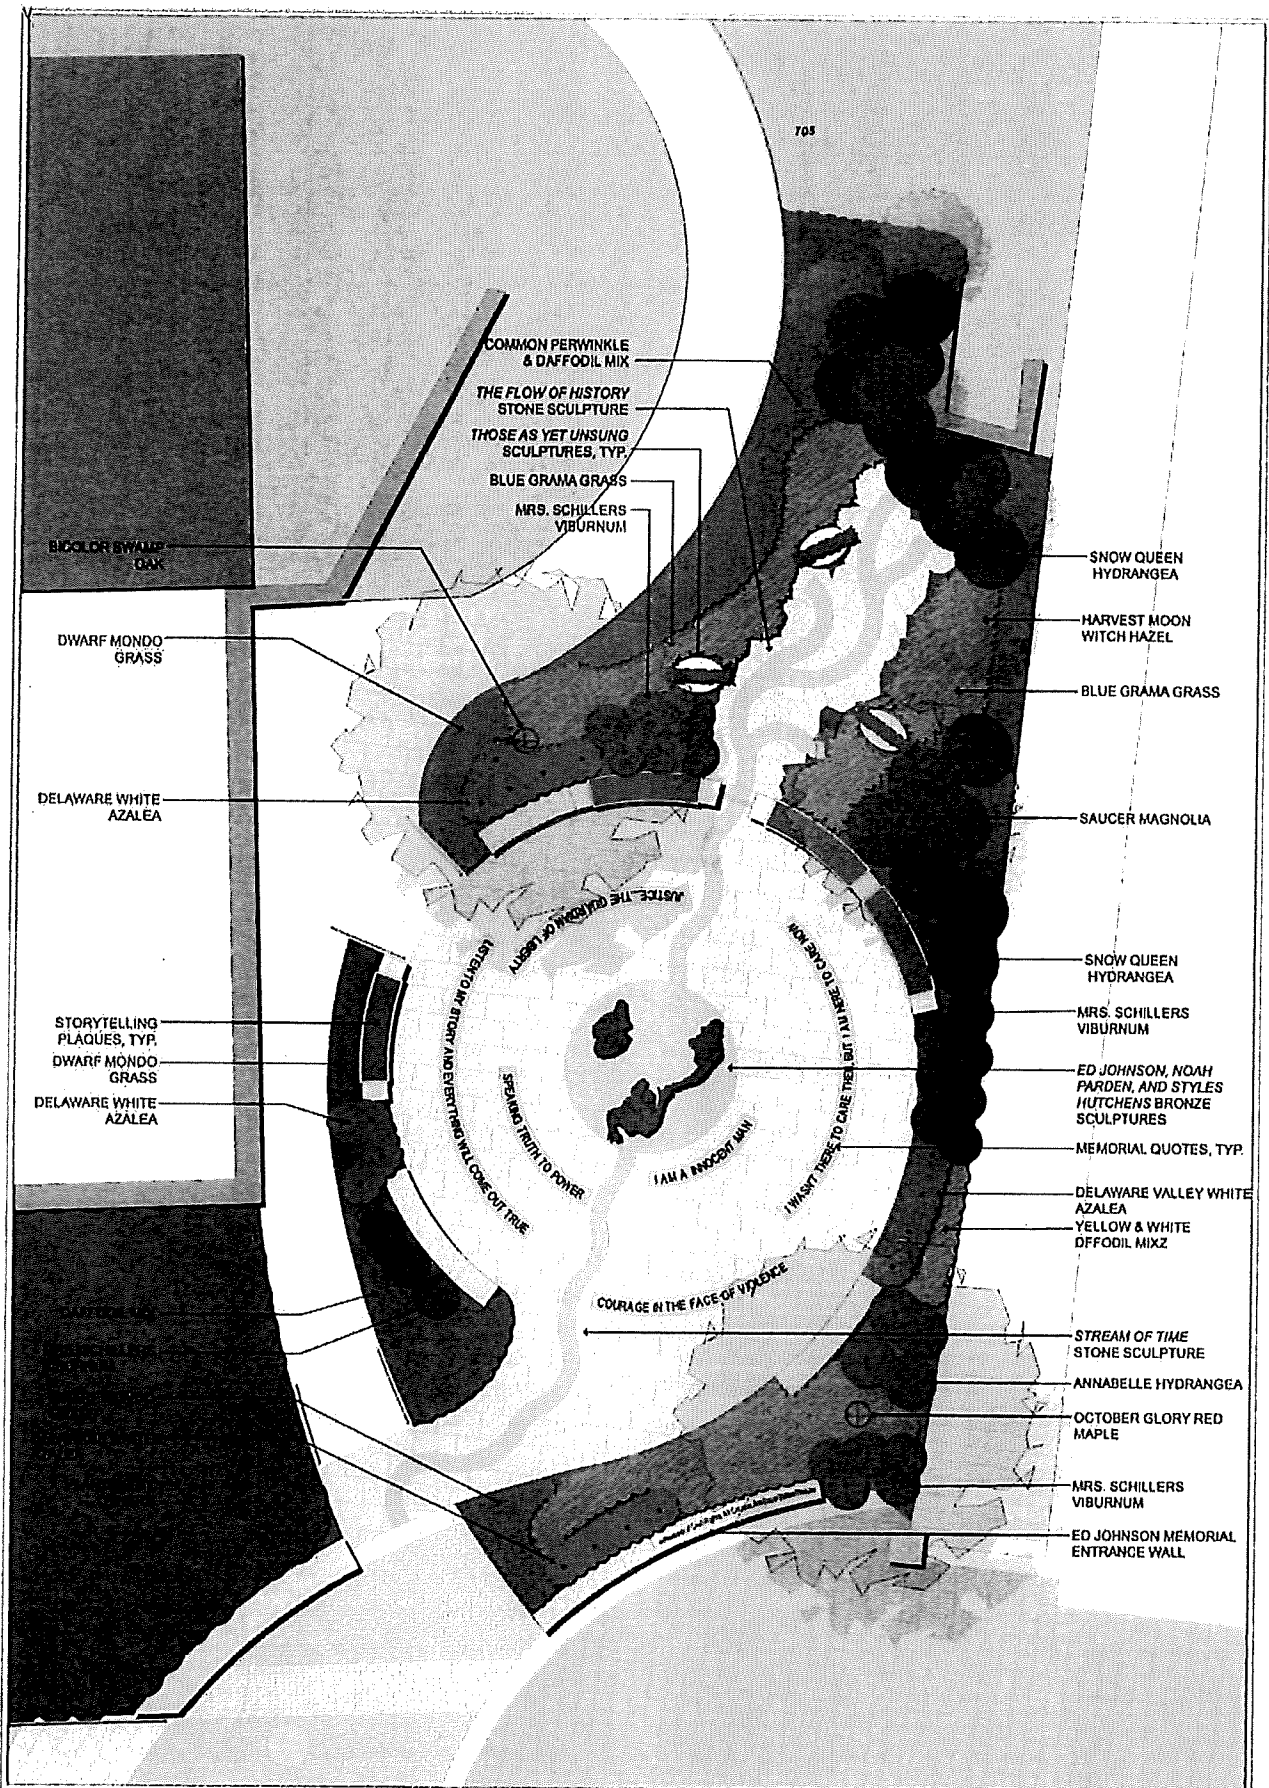 705
COMMON PERWINKLE
& DAFFODIL MIX
THE FLOW OF HISTORY
STONE SCULPTURE
THOSE AS YET UNSUNG
SCULPTURES, TYP.
BLUE GRAMA GRASS
MRS. SCHILLERS
VIBURNUM
BICOLOR SWAMP
OAK
DWARF MONDO
GRASS
DELAWARE WHITE
AZALEA
STORYTELLING
PLAQUES, TYP.
DWARF MONDO
GRASS
DELAWARE WHITE
AZALEA
SNOW QUEEN
HYDRANGEA
HARVEST MOON
WITCH HAZEL
BLUE GRAMA GRASS
SAUCER MAGNOLIA
SNOW QUEEN
HYDRANGEA
MRS. SCHILLERS
VIBURNUM
ED JOHNSON, NOAH
PARDEN, AND STYLES
HUTCHENS BRONZE
SCULPTURES
MEMORIAL QUOTES, TYP.
DELAWARE VALLEY WHITE
AZALEA
YELLOW & WHITE
DFFODIL MIXZ
STREAM OF TIME
STONE SCULPTURE
ANNABELLE HYDRANGEA
OCTOBER GLORY RED
MAPLE
MRS. SCHILLERS
VIBURNUM
ED JOHNSON MEMORIAL
ENTRANCE WALL
JUSTICE...THE GUARDIAN OF LIBERTY
LISTEN TO MY STORY AND EVERYTHING WILL COME OUT TRUE
SPEAKING TRUTH TO POWER
I AM A INNOCENT MAN
I WASN'T THERE TO CARE THEN, BUT I AM HERE TO CARE NOW
COURAGE IN THE FACE OF VIOLENCE